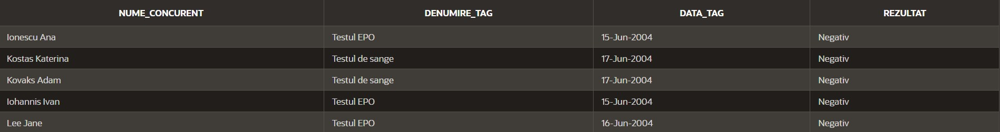 NUME_CONCURENT DENUMIRE_TAG DATA_TAG REZULTAT
Ionescu Ana Testul EPO 15-Jun-2004 Negativ
Kostas Katerina Testul de sange 17-Jun-2004 Negativ
Kovaks Adam Testul de sange 17-Jun-2004 Negativ
Iohannis Ivan Testul EPO 15-Jun-2004 Negativ
Lee Jane Testul EPO 16-Jun-2004 Negativ